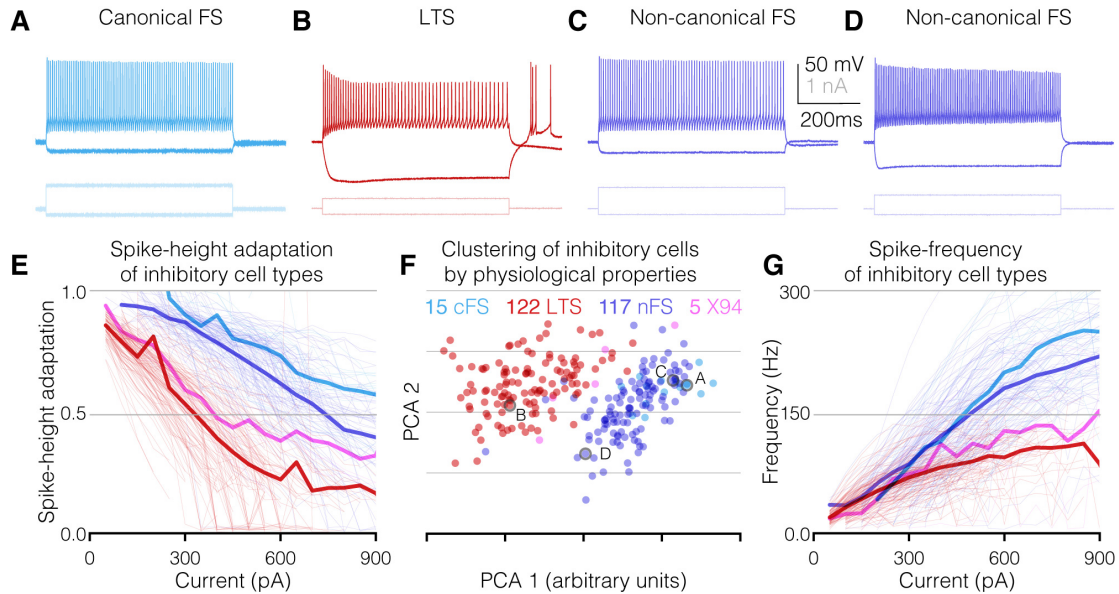 A Canonical FS
B LTS
C Non-canonical FS
D Non-canonical FS
50 mV
1 nA
200ms
E Spike-height adaptation
of inhibitory cell types
Spike-height adaptation
1.0
0.5
0.0
0 300 600 900
Current (pA)
F Clustering of inhibitory cells
by physiological properties
15 cFS 122 LTS 117 nFS 5 X94
PCA 2
C
A
B
D
PCA 1 (arbitrary units)
G Spike-frequency
of inhibitory cell types
Frequency (Hz)
300
150
0.0
0 300 600 900
Current (pA)